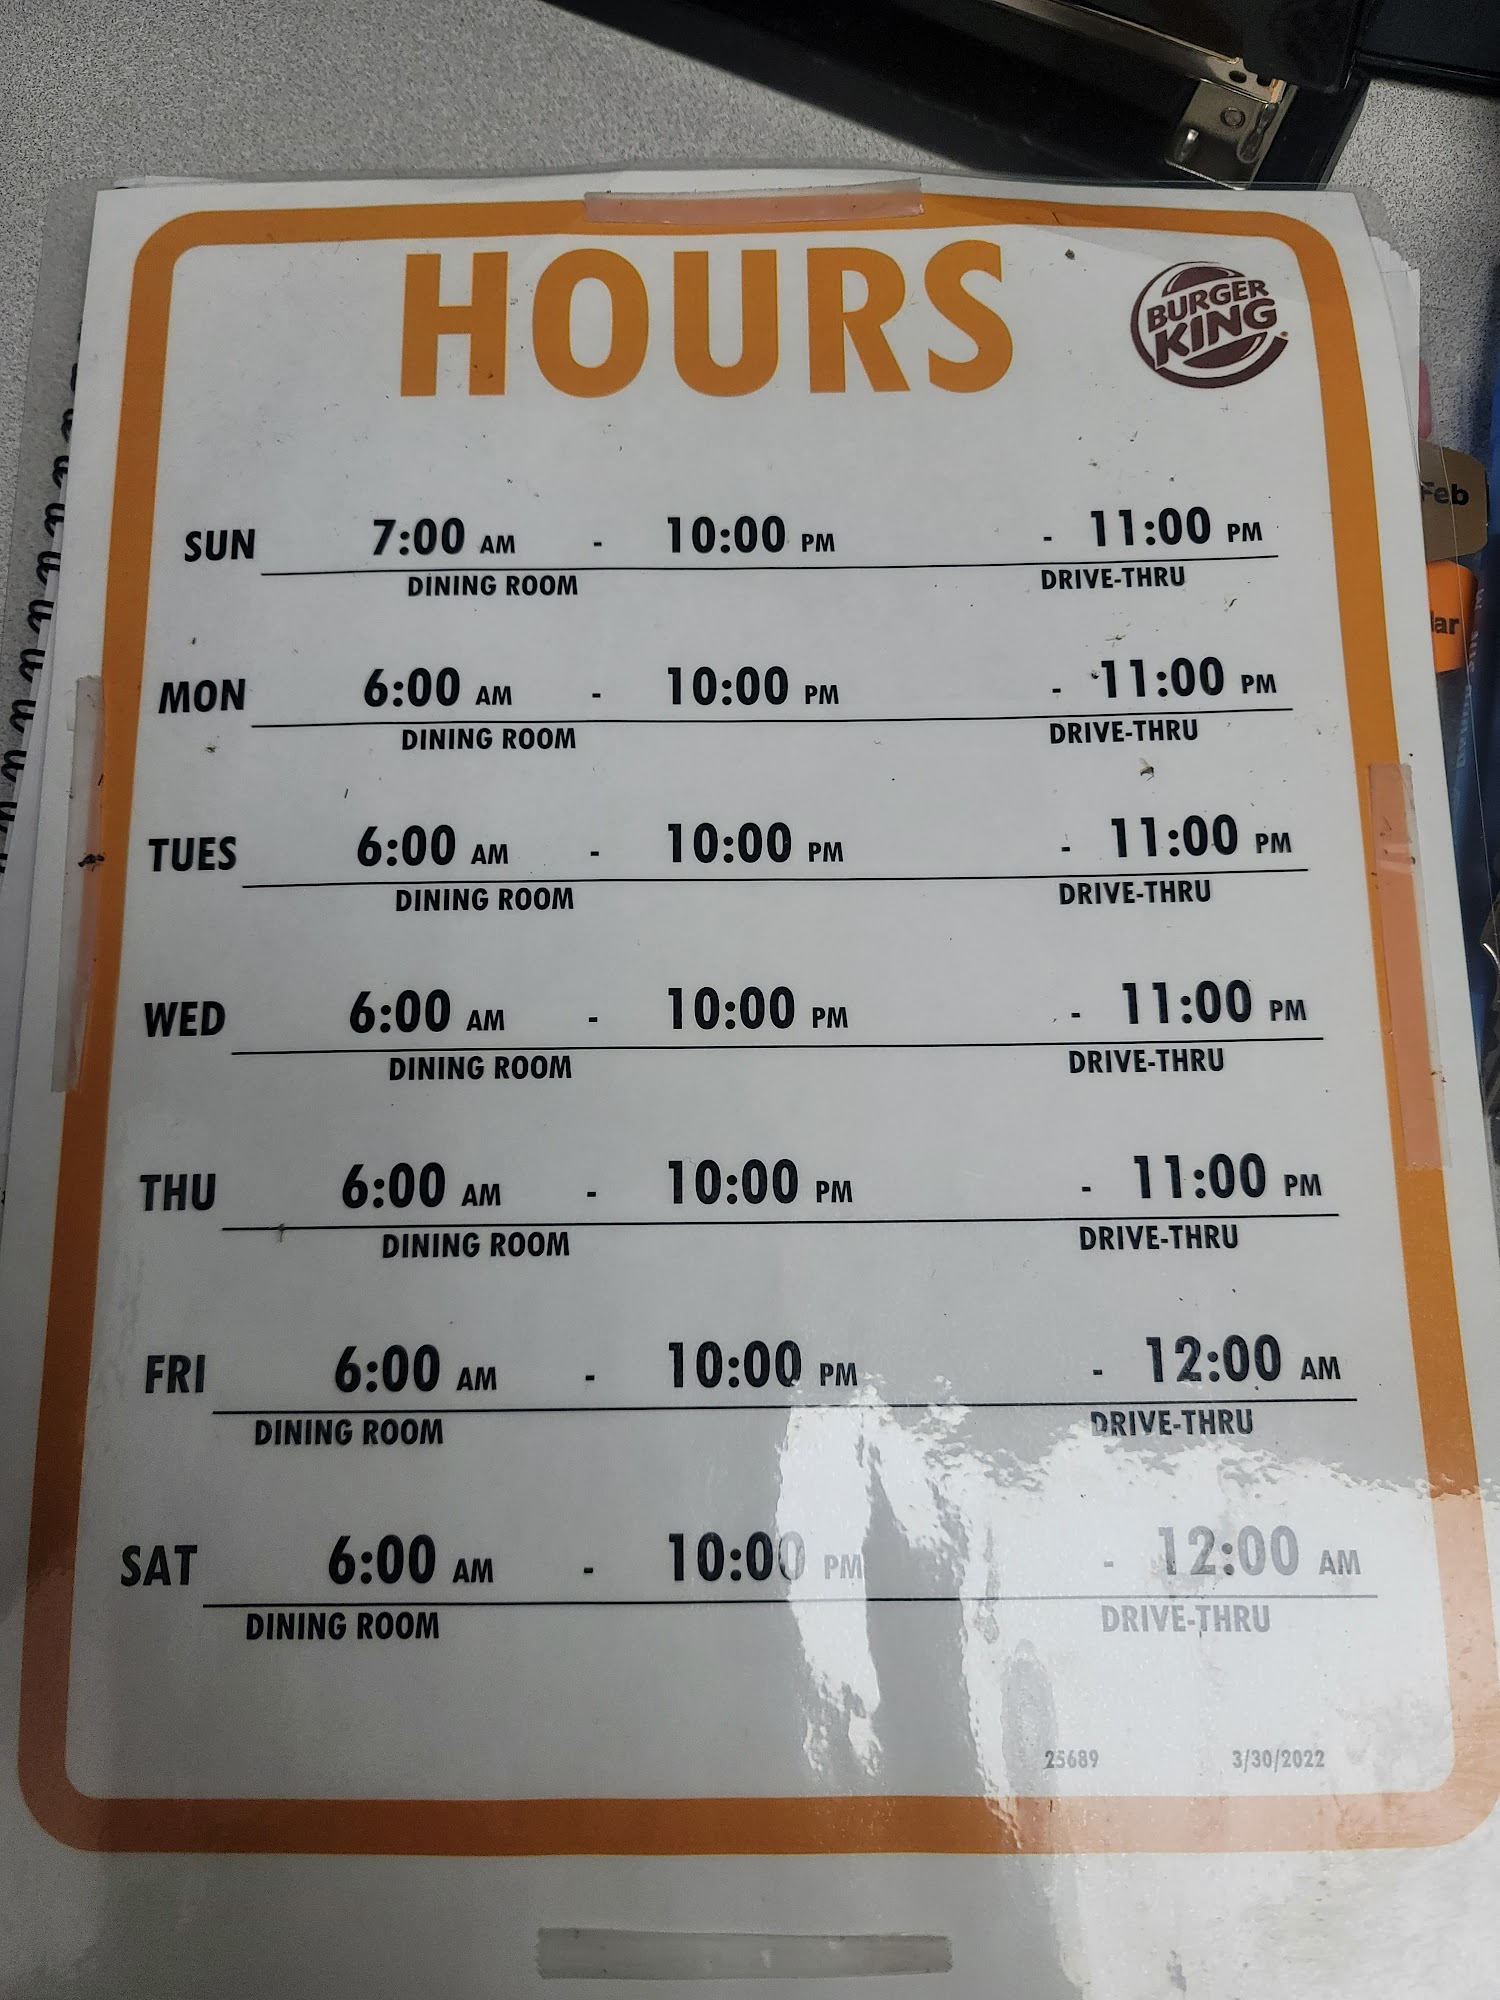 HOURS
BURGER
KING
SUN 7:00 AM - 10:00 PM - 11:00 PM
DINING ROOM DRIVE-THRU
Feb
MON 6:00 AM - 10:00 PM - 11:00 PM
DINING ROOM DRIVE-THRU
TUES 6:00 AM - 10:00 PM - 11:00 PM
DINING ROOM DRIVE-THRU
WED 6:00 AM - 10:00 PM - 11:00 PM
DINING ROOM DRIVE-THRU
THU 6:00 AM - 10:00 PM - 11:00 PM
DINING ROOM DRIVE-THRU
FRI 6:00 AM - 10:00 PM - 12:00 AM
DINING ROOM DRIVE-THRU
SAT 6:00 AM - 10:00 PM - 12:00 AM
DINING ROOM DRIVE-THRU
25689 3/30/2022